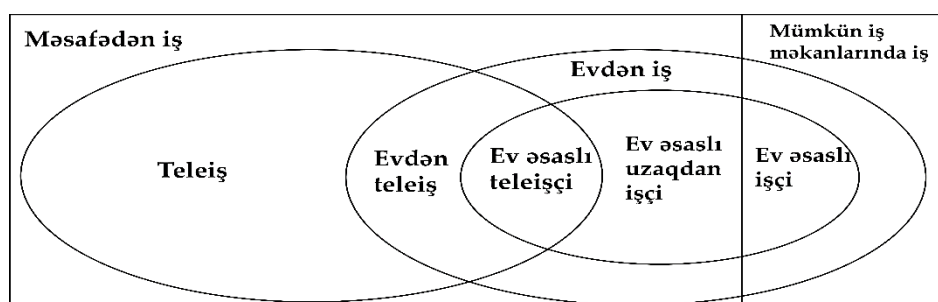 Məsafədən iş
Mümkün iş
məkanlarında iş
Evdən iş
Teleiş
Evdən
teleiş
Ev əsaslı
teleişçi
Ev əsaslı
uzaqdan
işçi
Ev əsaslı
işçi